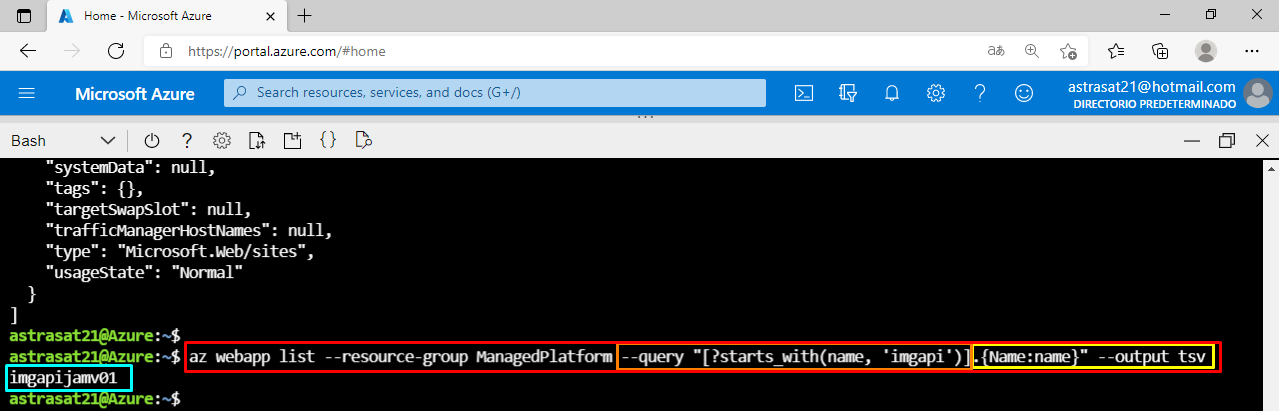 Home - Microsoft Azure
https://portal.azure.com/#home
aあ
Microsoft Azure
Search resources, services, and docs (G+/)
astrasat21@hotmail.com
DIRECTORIO PREDETERMINADO
Bash
"systemData": null,
"tags": {},
"targetSwapSlot": null,
"trafficManagerHostNames": null,
"type": "Microsoft.Web/sites",
"usageState": "Normal"
}
]
astrasat21@Azure:~$
astrasat21@Azure:~$ az webapp list --resource-group ManagedPlatform --query "[?starts_with(name, 'imgapi')].{Name:name}" --output tsv
imgapijamv01
astrasat21@Azure:~$